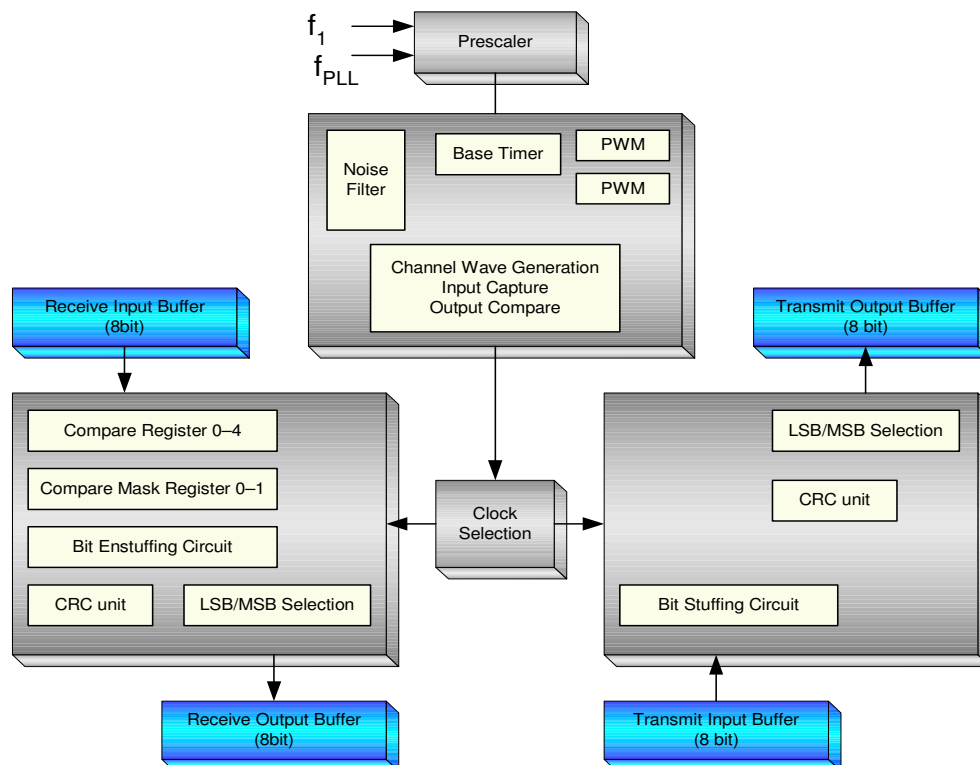 f1
fPLL
Prescaler
Noise
Filter
Base Timer
PWM
PWM
Channel Wave Generation
Input Capture
Output Compare
Receive Input Buffer
(8bit)
Transmit Output Buffer
(8 bit)
Compare Register 0–4
Compare Mask Register 0–1
Bit Enstuffing Circuit
CRC unit
LSB/MSB Selection
Clock
Selection
LSB/MSB Selection
CRC unit
Bit Stuffing Circuit
Receive Output Buffer
(8bit)
Transmit Input Buffer
(8 bit)